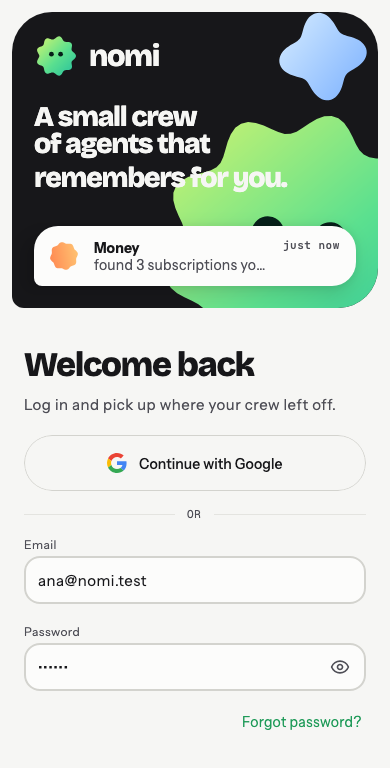 nomi
A small crew
of agents that
remembers for you.
Money
just now
found 3 subscriptions yo…
Welcome back
Log in and pick up where your crew left off.
Continue with Google
OR
Email
ana@nomi.test
Password
••••••
Forgot password?